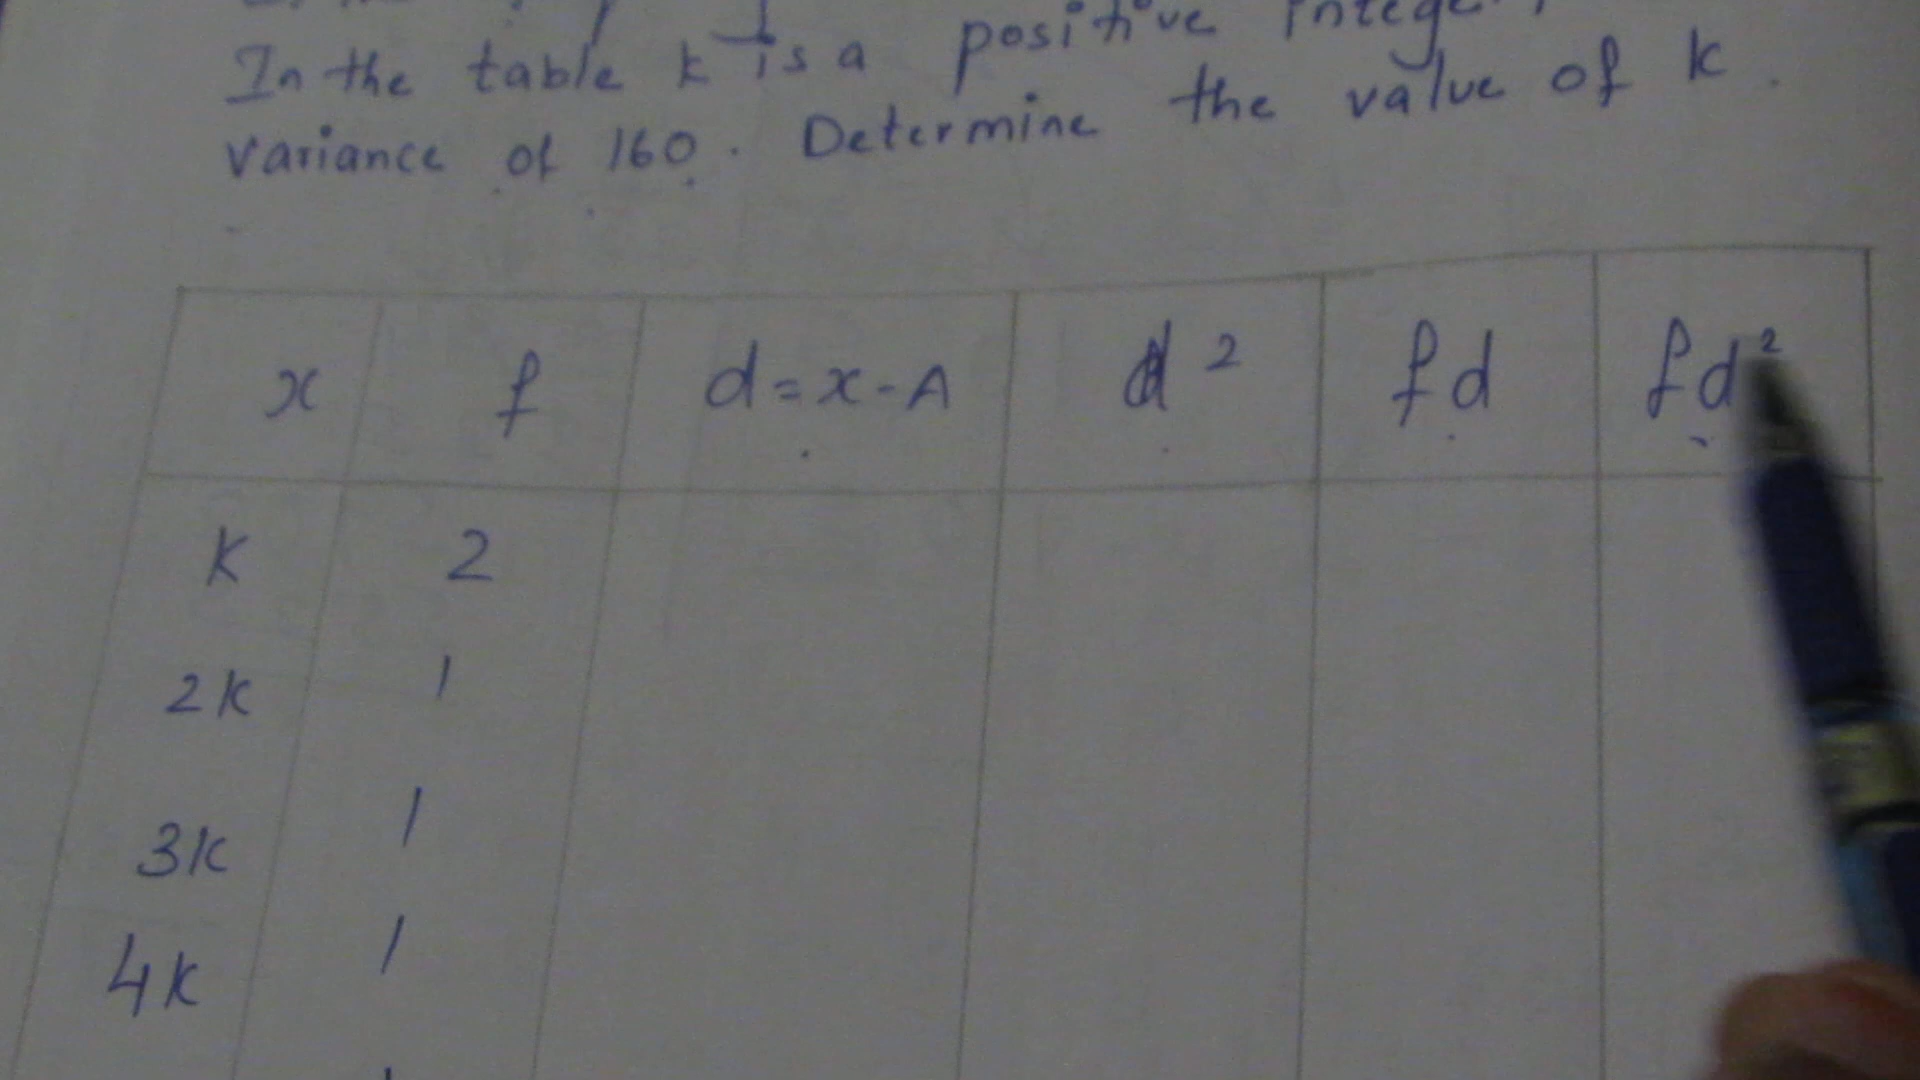 In the table k is a positive
variance of 160. Determine the value of k.
x f d = x - A d² fd fd²
k 2
2k 1
3k 1
4k 1